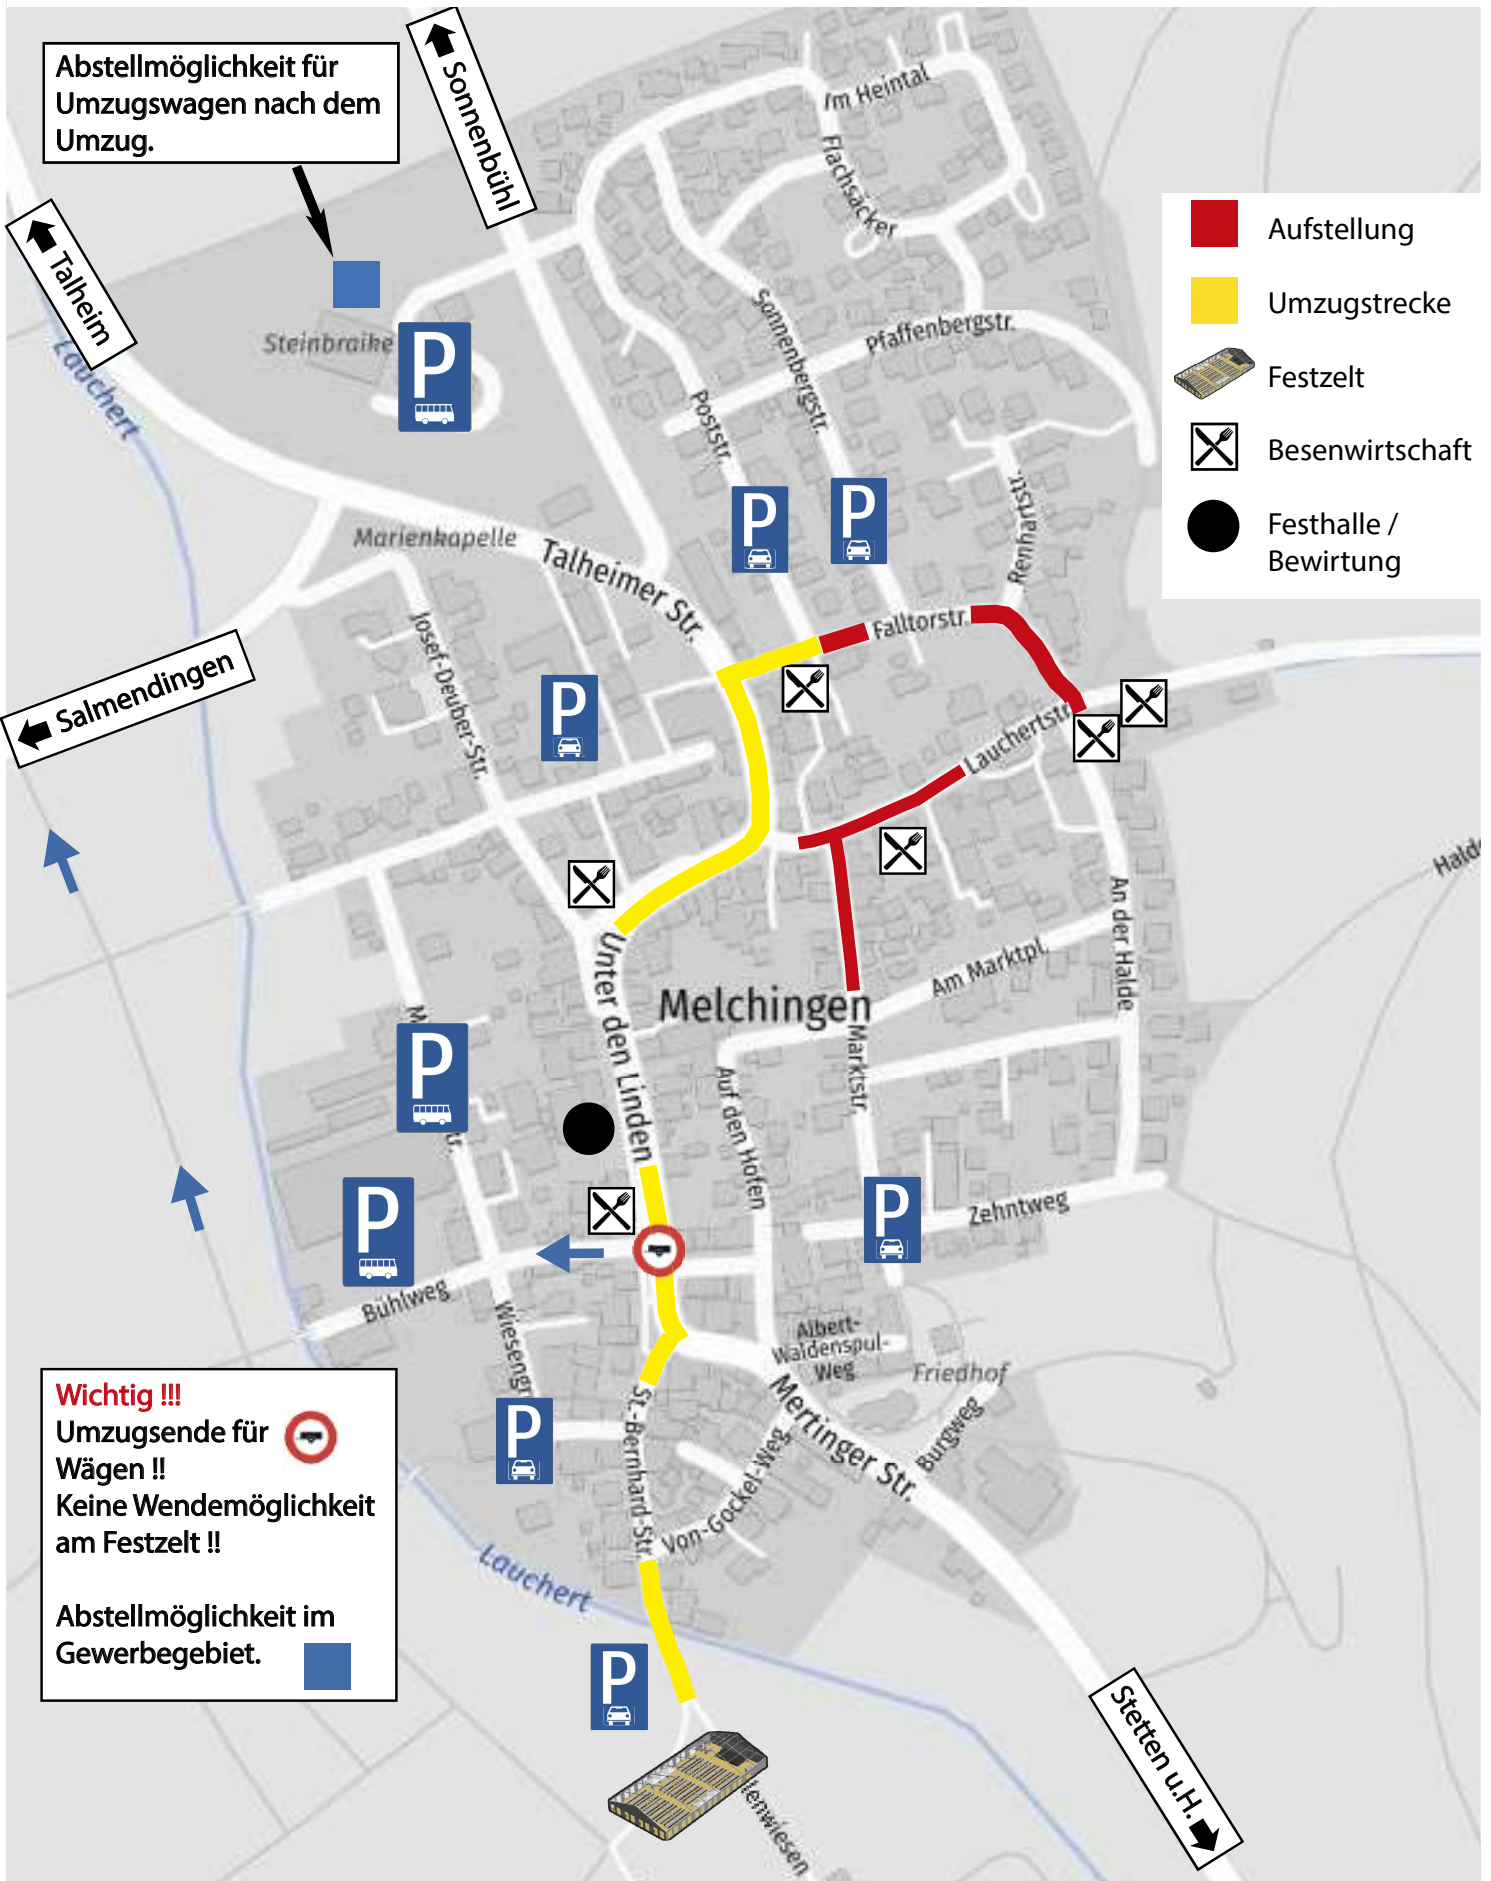 Abstellmöglichkeit für
Umzugswagen nach dem
Umzug.
Sonnenbühl
Talheim
Salmendingen
Stetten u.H.
Aufstellung
Umzugstrecke
Festzelt
Besenwirtschaft
Festhalle /
Bewirtung
Im Heintal
Flachsäcker
Sonnenbergstr.
Pfaffenbergstr.
Poststr.
Renhartstr.
Steinbraike
P
Lauchert
Marienkapelle
Talheimer Str.
P
P
Falltorstr.
Josef-Deuber-Str.
P
Lauchertstr.
An der Halde
Unter den Linden
Melchingen
Am Marktpl.
Marktstr.
Auf den Höfen
P
P
P
Zehntweg
Bühlweg
Albert-
Waldenspul-
Weg
Friedhof
Burgweg
Mertinger Str.
P
St.-Bernhard-Str.
Von-Gockel-Weg
Lauchert
P
Wichtig !!!
Umzugsende für
Wägen !!
Keine Wendemöglichkeit
am Festzelt !!
Abstellmöglichkeit im
Gewerbegebiet.